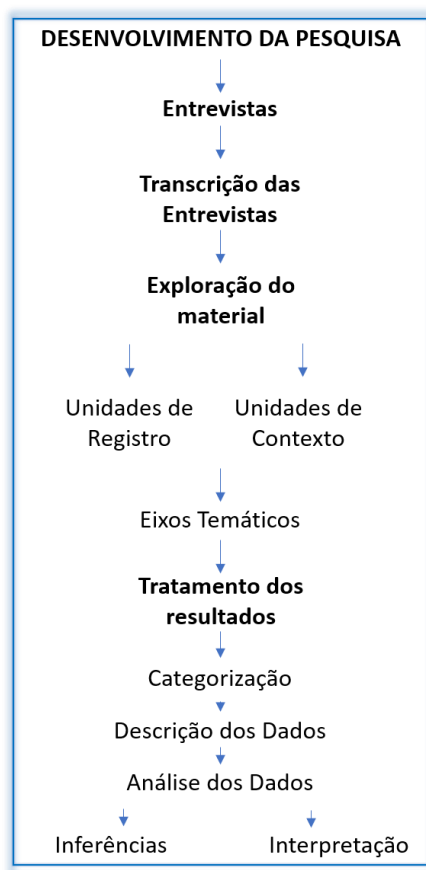 DESENVOLVIMENTO DA PESQUISA
Entrevistas
Transcrição das
Entrevistas
Exploração do
material
Unidades de
Registro
Unidades de
Contexto
Eixos Temáticos
Tratamento dos
resultados
Categorização
Descrição dos Dados
Análise dos Dados
Inferências
Interpretação